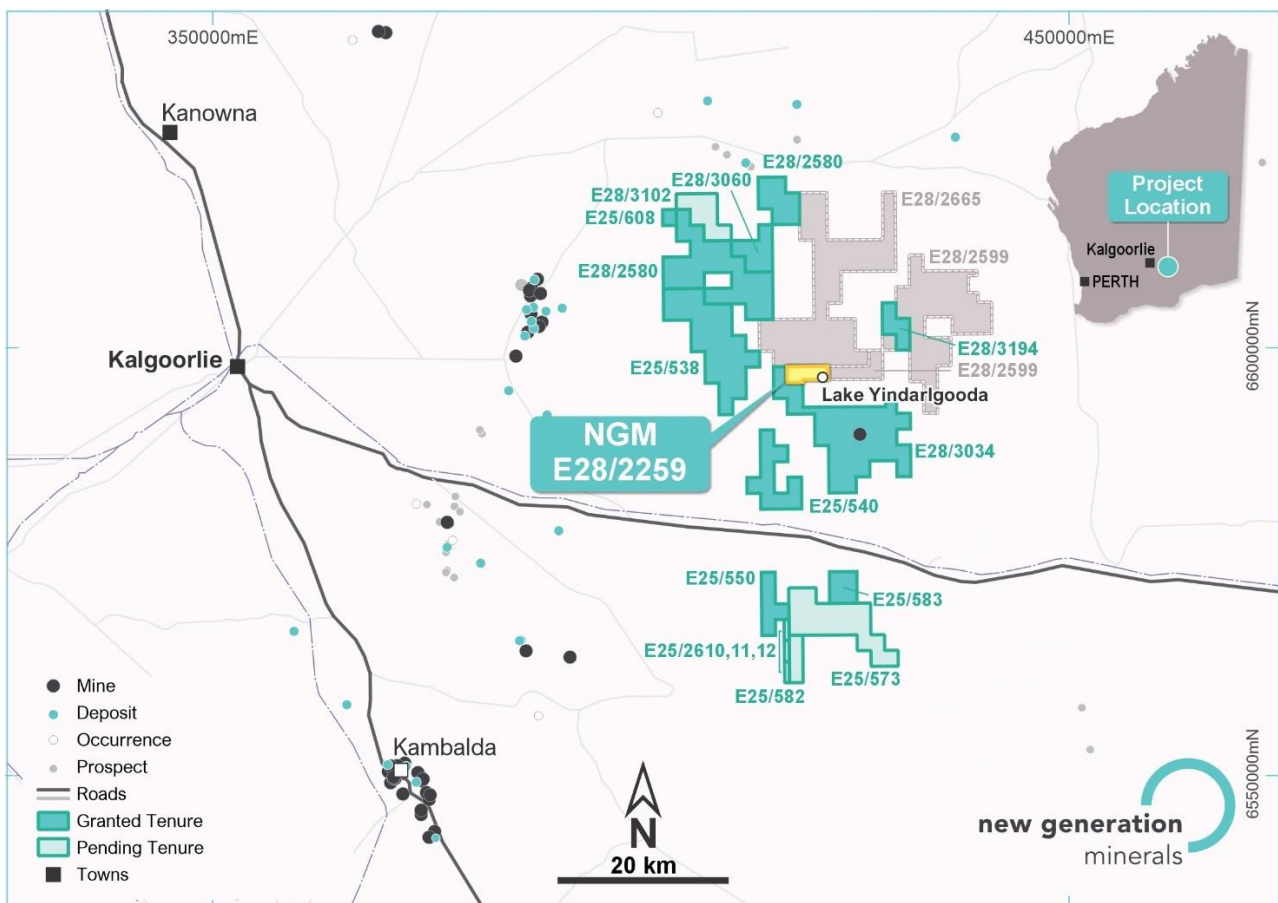 350000mE
450000mE
Kanowna
E28/2580
E28/3060
E28/3102
E28/2665
E25/608
Project
Location
Kalgoorlie
PERTH
E28/2580
E28/2599
6600000mN
E28/3194
Kalgoorlie
E25/538
E28/2599
Lake Yindarlgooda
NGM
E28/2259
E28/3034
E25/540
E25/550
E25/583
E25/2610,11,12
E25/573
E25/582
Mine
Deposit
Occurrence
Prospect
Roads
Granted Tenure
Pending Tenure
Towns
Kambalda
N
20 km
6550000mN
new generation
minerals